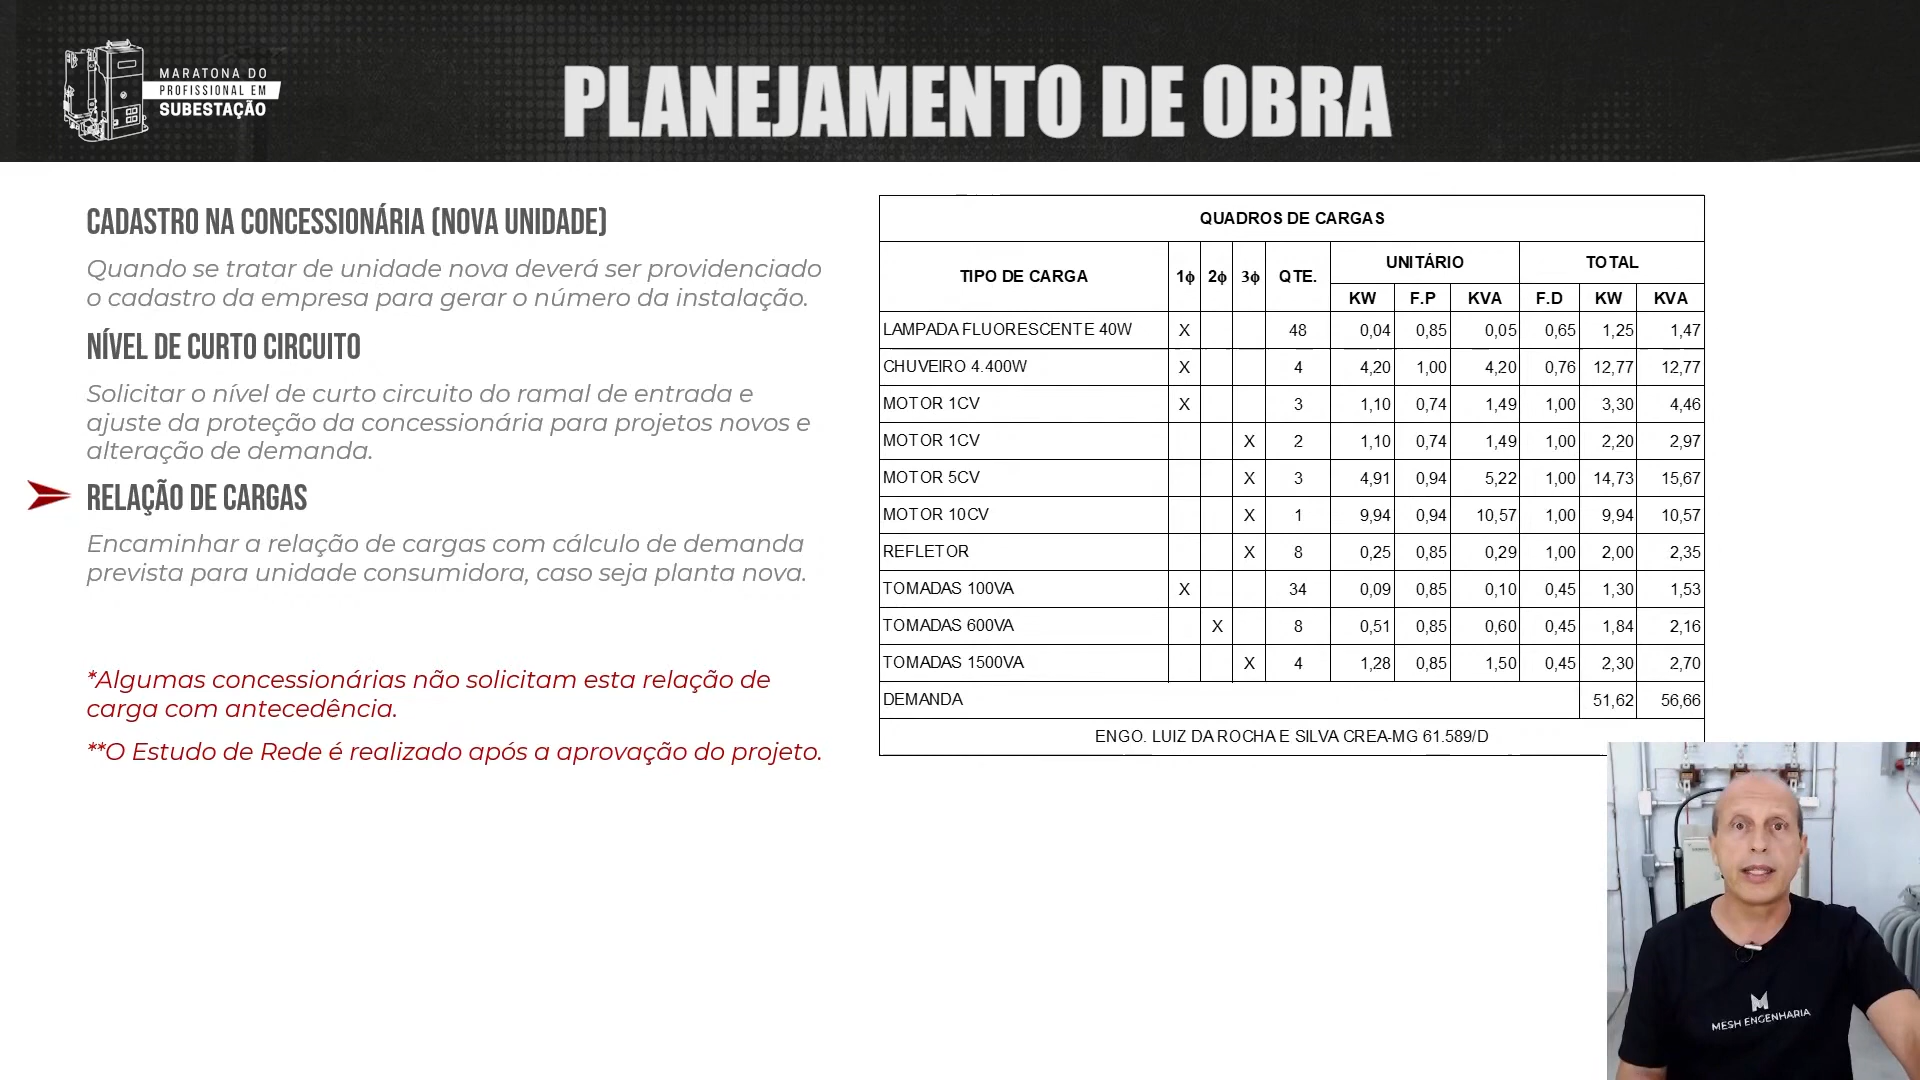 MARATONA DO
PROFISSIONAL EM
SUBESTAÇÃO
PLANEJAMENTO DE OBRA
CADASTRO NA CONCESSIONÁRIA (NOVA UNIDADE)
Quando se tratar de unidade nova deverá ser providenciado
o cadastro da empresa para gerar o número da instalação.
NÍVEL DE CURTO CIRCUITO
Solicitar o nível de curto circuito do ramal de entrada e
ajuste da proteção da concessionária para projetos novos e
alteração de demanda.
RELAÇÃO DE CARGAS
Encaminhar a relação de cargas com cálculo de demanda
prevista para unidade consumidora, caso seja planta nova.
*Algumas concessionárias não solicitam esta relação de
carga com antecedência.
**O Estudo de Rede é realizado após a aprovação do projeto.
QUADROS DE CARGAS
TIPO DE CARGA 1ɸ 2ɸ 3ɸ QTE. UNITÁRIO TOTAL
KW F.P KVA F.D KW KVA
LAMPADA FLUORESCENTE 40W X 48 0,04 0,85 0,05 0,65 1,25 1,47
CHUVEIRO 4.400W X 4 4,20 1,00 4,20 0,76 12,77 12,77
MOTOR 1CV X 3 1,10 0,74 1,49 1,00 3,30 4,46
MOTOR 1CV X 2 1,10 0,74 1,49 1,00 2,20 2,97
MOTOR 5CV X 3 4,91 0,94 5,22 1,00 14,73 15,67
MOTOR 10CV X 1 9,94 0,94 10,57 1,00 9,94 10,57
REFLETOR X 8 0,25 0,85 0,29 1,00 2,00 2,35
TOMADAS 100VA X 34 0,09 0,85 0,10 0,45 1,30 1,53
TOMADAS 600VA X 8 0,51 0,85 0,60 0,45 1,84 2,16
TOMADAS 1500VA X 4 1,28 0,85 1,50 0,45 2,30 2,70
DEMANDA 51,62 56,66
ENGO. LUIZ DA ROCHA E SILVA CREA-MG 61.589/D
MESH ENGENHARIA